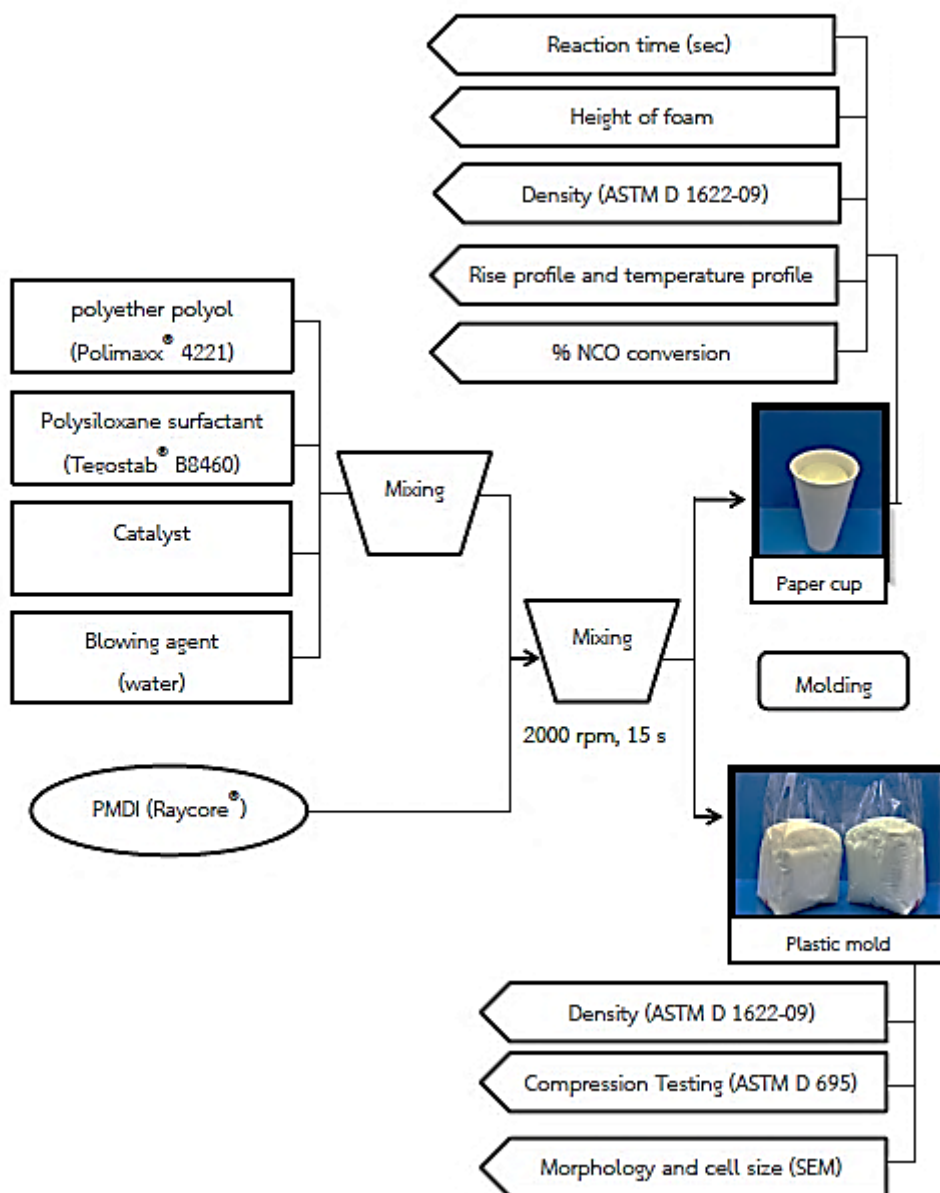 Reaction time (sec)
Height of foam
Density (ASTM D 1622-09)
Rise profile and temperature profile
% NCO conversion
polyether polyol
(Polimaxx® 4221)
Polysiloxane surfactant
(Tegostab® B8460)
Catalyst
Blowing agent
(water)
Mixing
PMDI (Raycore®)
Mixing
2000 rpm, 15 s
Paper cup
Molding
Plastic mold
Density (ASTM D 1622-09)
Compression Testing (ASTM D 695)
Morphology and cell size (SEM)